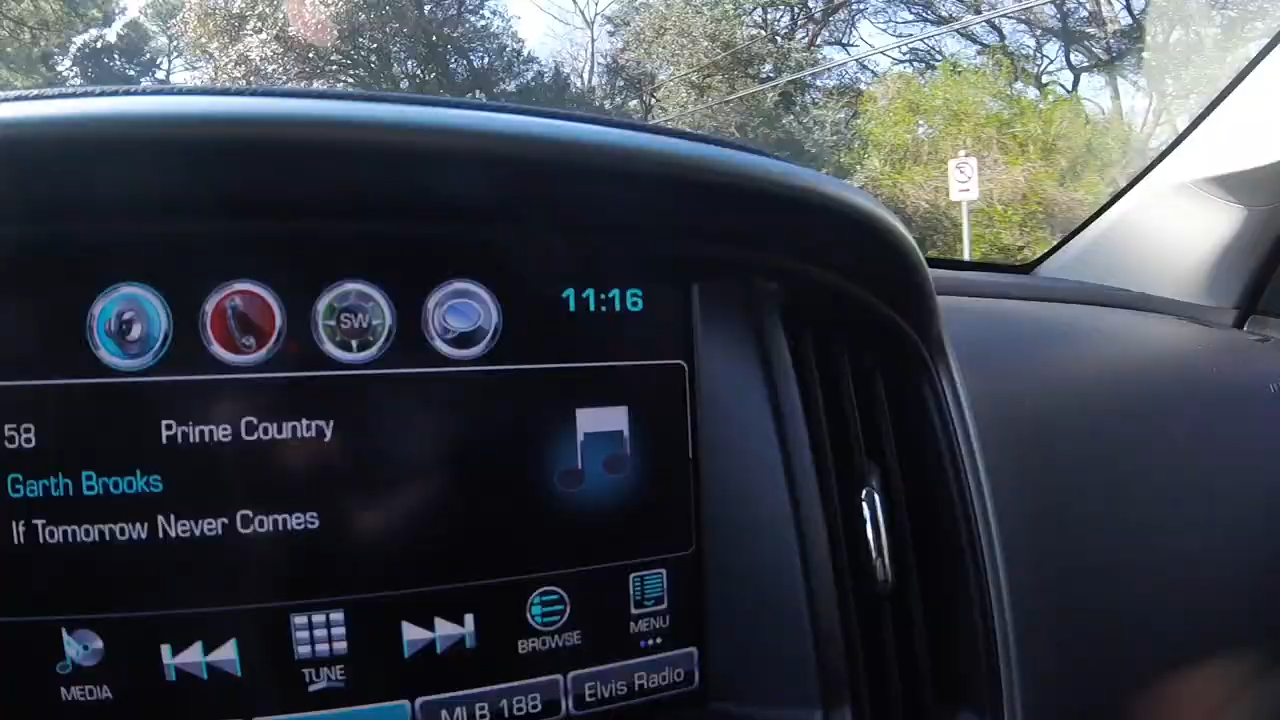 SW
11:16
58 Prime Country
Garth Brooks
If Tomorrow Never Comes
MEDIA
TUNE
BROWSE
MENU
MLB 188
Elvis Radio